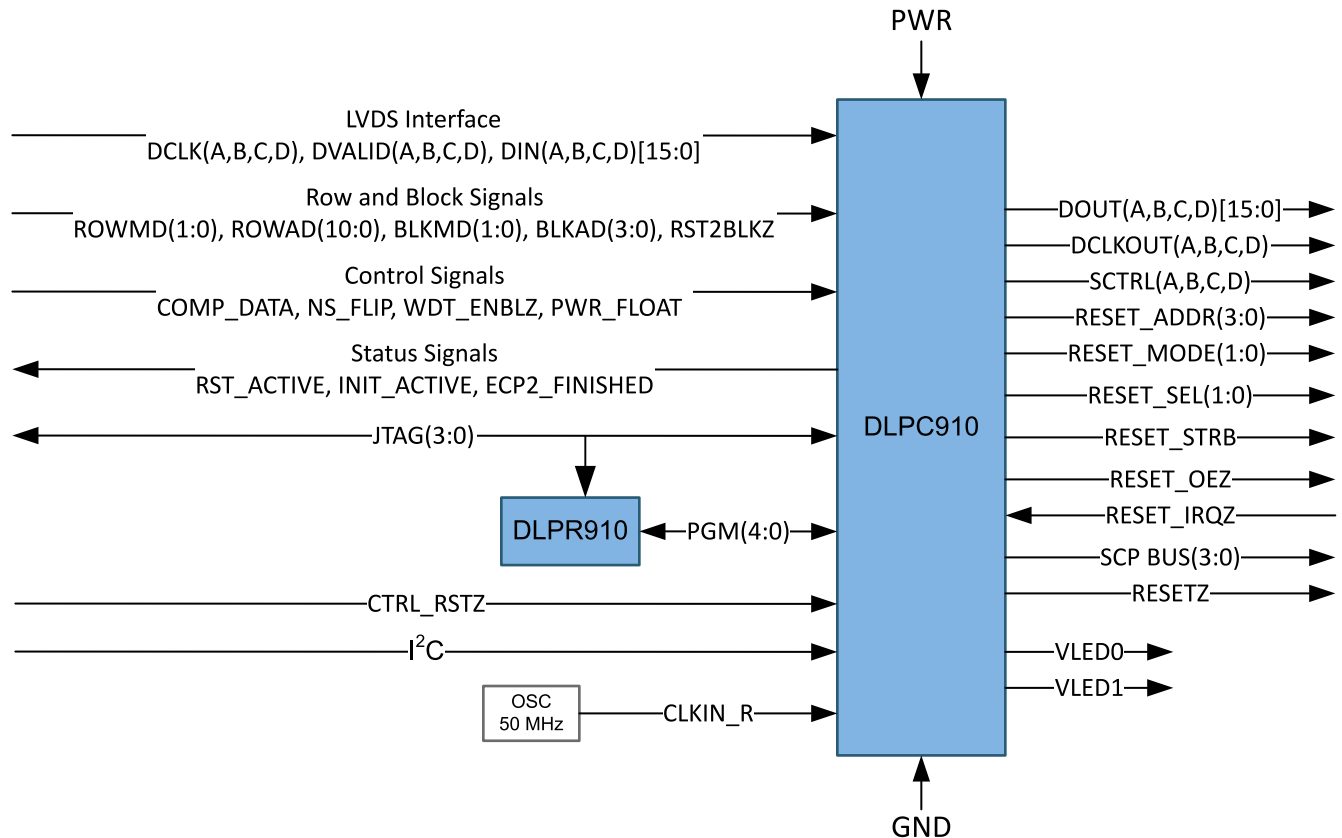 PWR
LVDS Interface
DCLK(A,B,C,D), DVALID(A,B,C,D), DIN(A,B,C,D)[15:0]
Row and Block Signals
ROWMD(1:0), ROWAD(10:0), BLKMD(1:0), BLKAD(3:0), RST2BLKZ
Control Signals
COMP_DATA, NS_FLIP, WDT_ENBLZ, PWR_FLOAT
Status Signals
RST_ACTIVE, INIT_ACTIVE, ECP2_FINISHED
JTAG(3:0)
DLPR910
PGM(4:0)
CTRL_RSTZ
I²C
OSC
50 MHz
CLKIN_R
DLPC910
DOUT(A,B,C,D)[15:0]
DCLKOUT(A,B,C,D)
SCTRL(A,B,C,D)
RESET_ADDR(3:0)
RESET_MODE(1:0)
RESET_SEL(1:0)
RESET_STRB
RESET_OEZ
RESET_IRQZ
SCP BUS(3:0)
RESETZ
VLED0
VLED1
GND